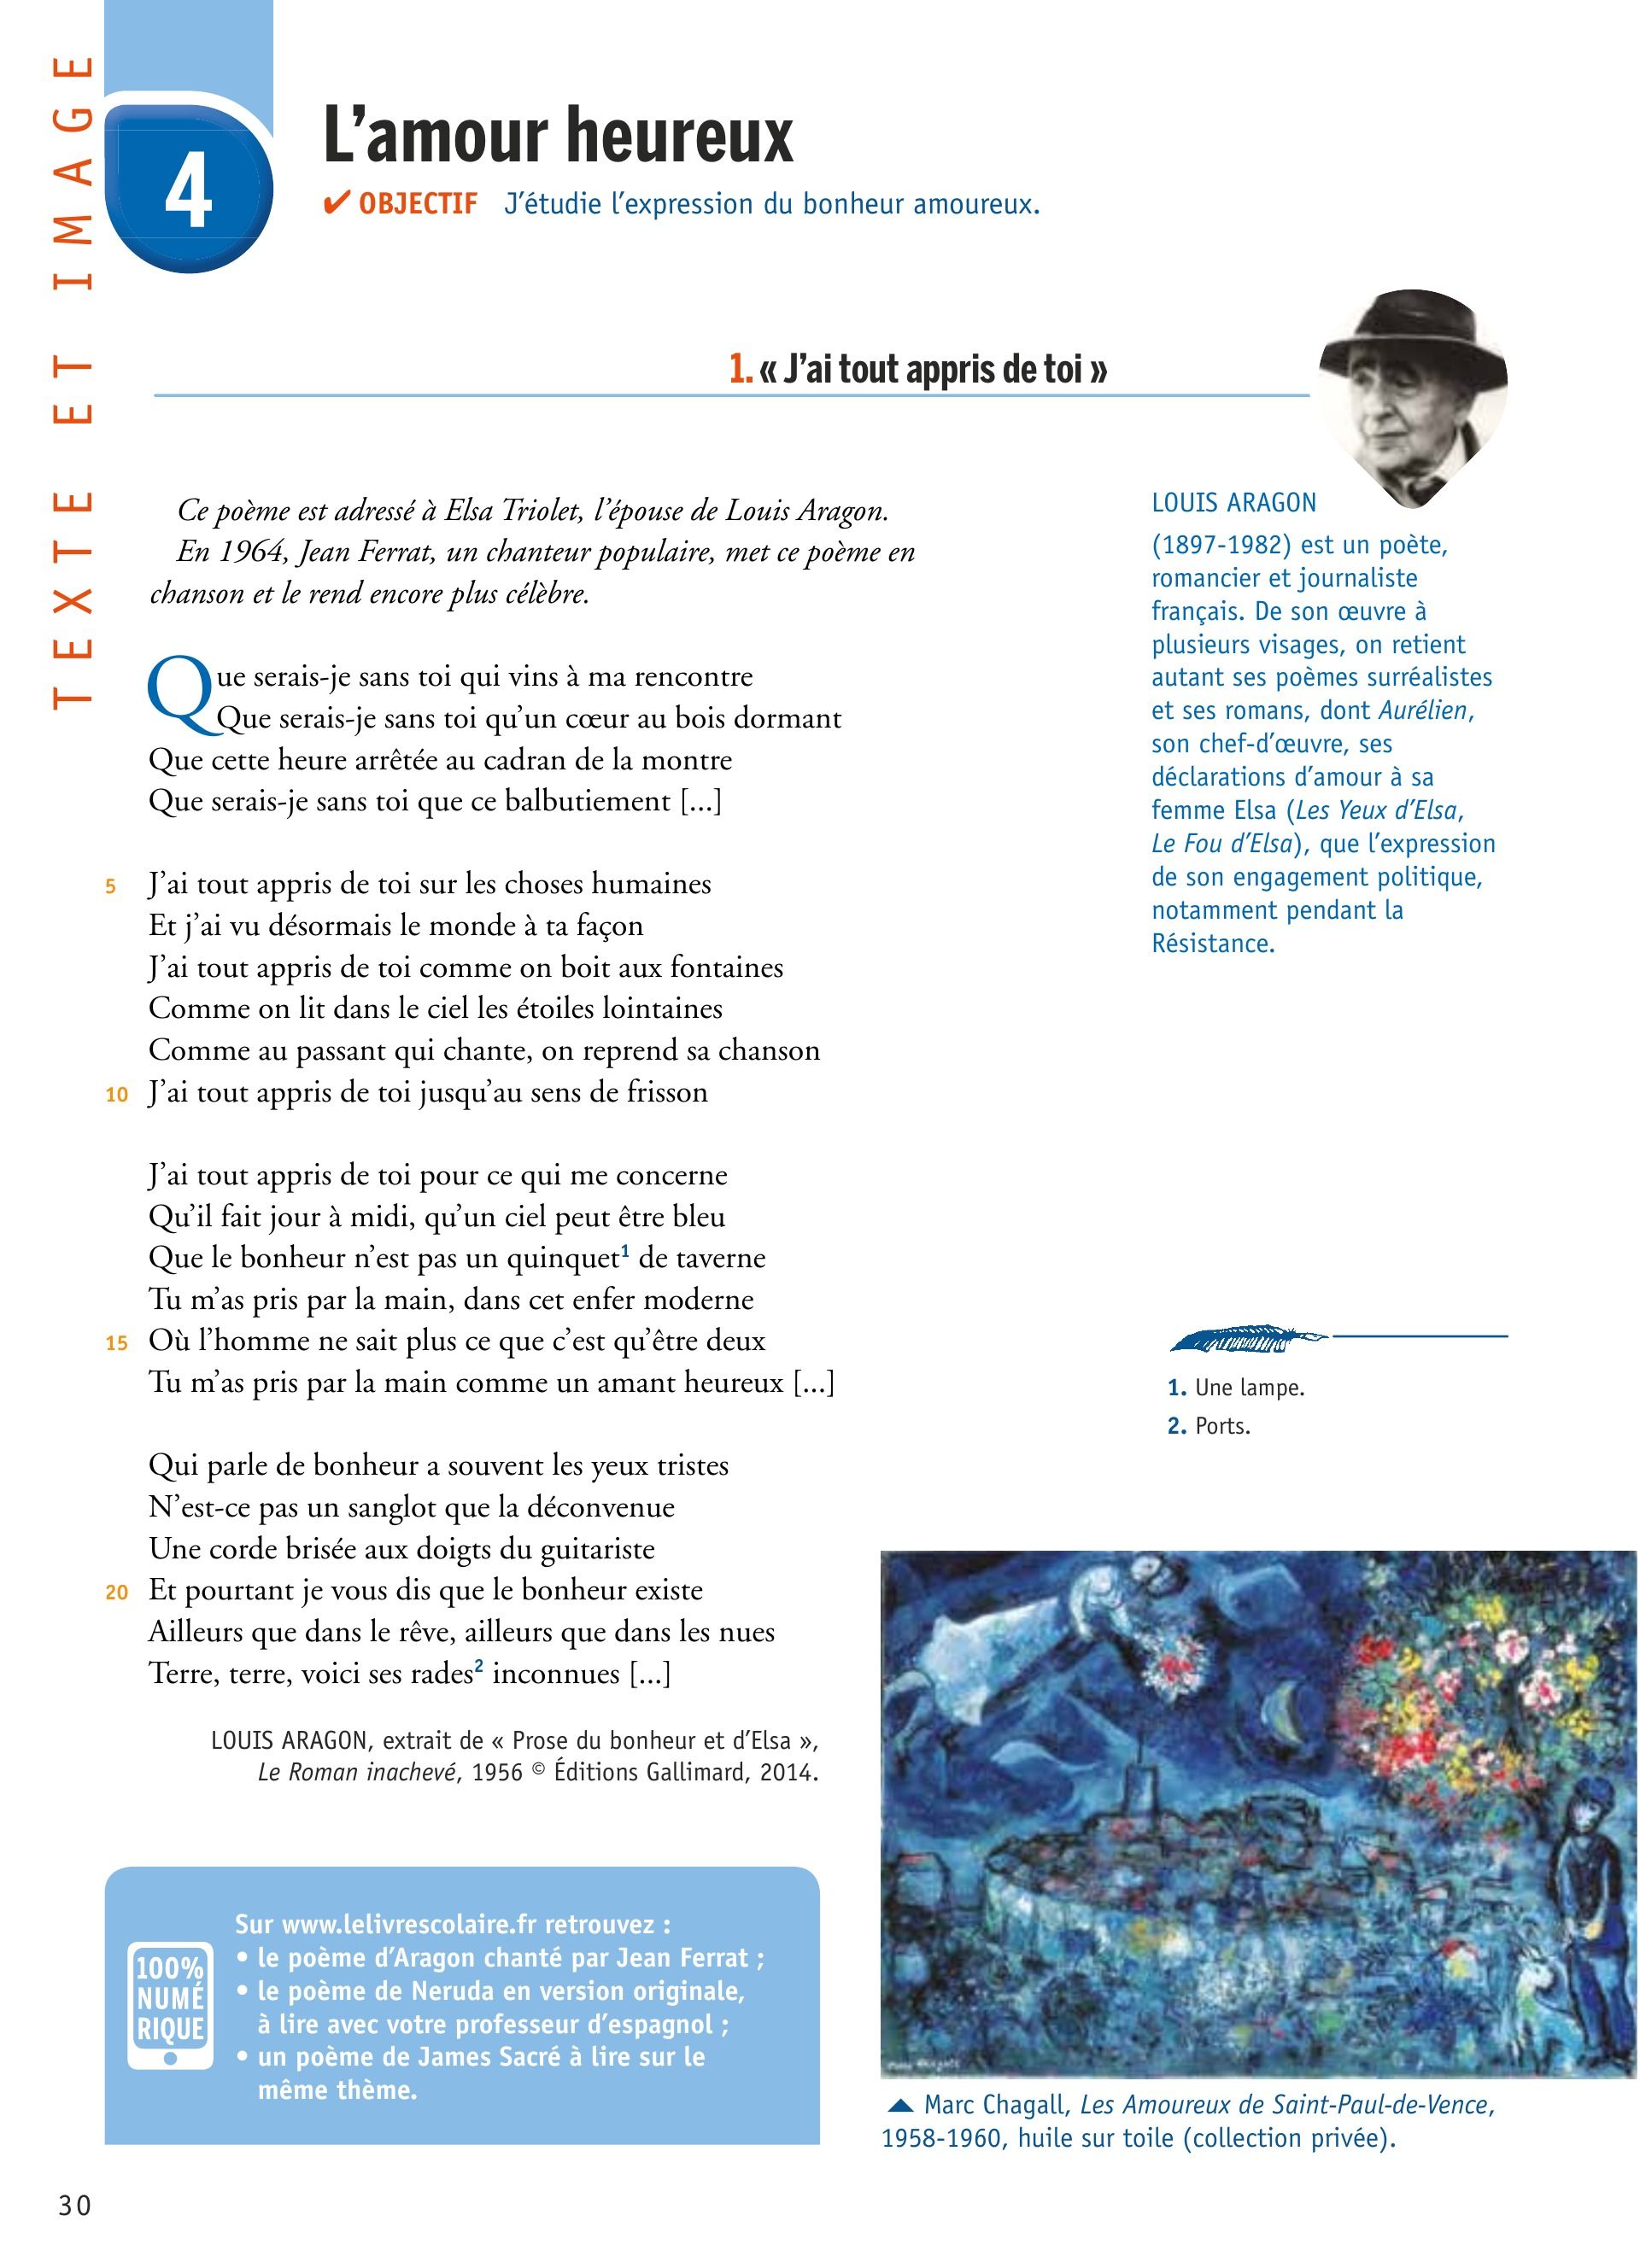 TEXTE ET IMAGE
4
L'amour heureux
✔ OBJECTIF J'étudie l'expression du bonheur amoureux.
1. « J'ai tout appris de toi »
Ce poème est adressé à Elsa Triolet, l'épouse de Louis Aragon.
En 1964, Jean Ferrat, un chanteur populaire, met ce poème en
chanson et le rend encore plus célèbre.
Que serais-je sans toi qui vins à ma rencontre
Que serais-je sans toi qu'un cœur au bois dormant
Que cette heure arrêtée au cadran de la montre
Que serais-je sans toi que ce balbutiement [...]
5 J'ai tout appris de toi sur les choses humaines
Et j'ai vu désormais le monde à ta façon
J'ai tout appris de toi comme on boit aux fontaines
Comme on lit dans le ciel les étoiles lointaines
Comme au passant qui chante, on reprend sa chanson
10 J'ai tout appris de toi jusqu'au sens de frisson
J'ai tout appris de toi pour ce qui me concerne
Qu'il fait jour à midi, qu'un ciel peut être bleu
Que le bonheur n'est pas un quinquet1 de taverne
Tu m'as pris par la main, dans cet enfer moderne
15 Où l'homme ne sait plus ce que c'est qu'être deux
Tu m'as pris par la main comme un amant heureux [...]
Qui parle de bonheur a souvent les yeux tristes
N'est-ce pas un sanglot que la déconvenue
Une corde brisée aux doigts du guitariste
20 Et pourtant je vous dis que le bonheur existe
Ailleurs que dans le rêve, ailleurs que dans les nues
Terre, terre, voici ses rades2 inconnues [...]
LOUIS ARAGON, extrait de « Prose du bonheur et d'Elsa »,
Le Roman inachevé, 1956 © Éditions Gallimard, 2014.
LOUIS ARAGON
(1897-1982) est un poète,
romancier et journaliste
français. De son œuvre à
plusieurs visages, on retient
autant ses poèmes surréalistes
et ses romans, dont Aurélien,
son chef-d'œuvre, ses
déclarations d'amour à sa
femme Elsa (Les Yeux d'Elsa,
Le Fou d'Elsa), que l'expression
de son engagement politique,
notamment pendant la
Résistance.
1. Une lampe.
2. Ports.
100%
NUMÉ
RIQUE
Sur www.lelivrescolaire.fr retrouvez :
• le poème d'Aragon chanté par Jean Ferrat ;
• le poème de Neruda en version originale,
à lire avec votre professeur d'espagnol ;
• un poème de James Sacré à lire sur le
même thème.
Marc Chagall, Les Amoureux de Saint-Paul-de-Vence,
1958-1960, huile sur toile (collection privée).
30